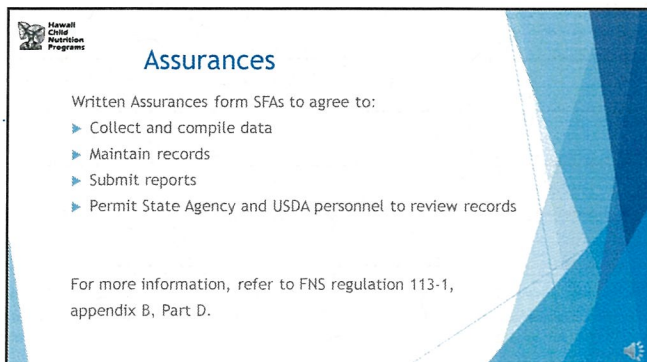 Hawaii
Child
Nutrition
Programs
Assurances
Written Assurances form SFAs to agree to:
Collect and compile data
Maintain records
Submit reports
Permit State Agency and USDA personnel to review records
For more information, refer to FNS regulation 113-1,
appendix B, Part D.